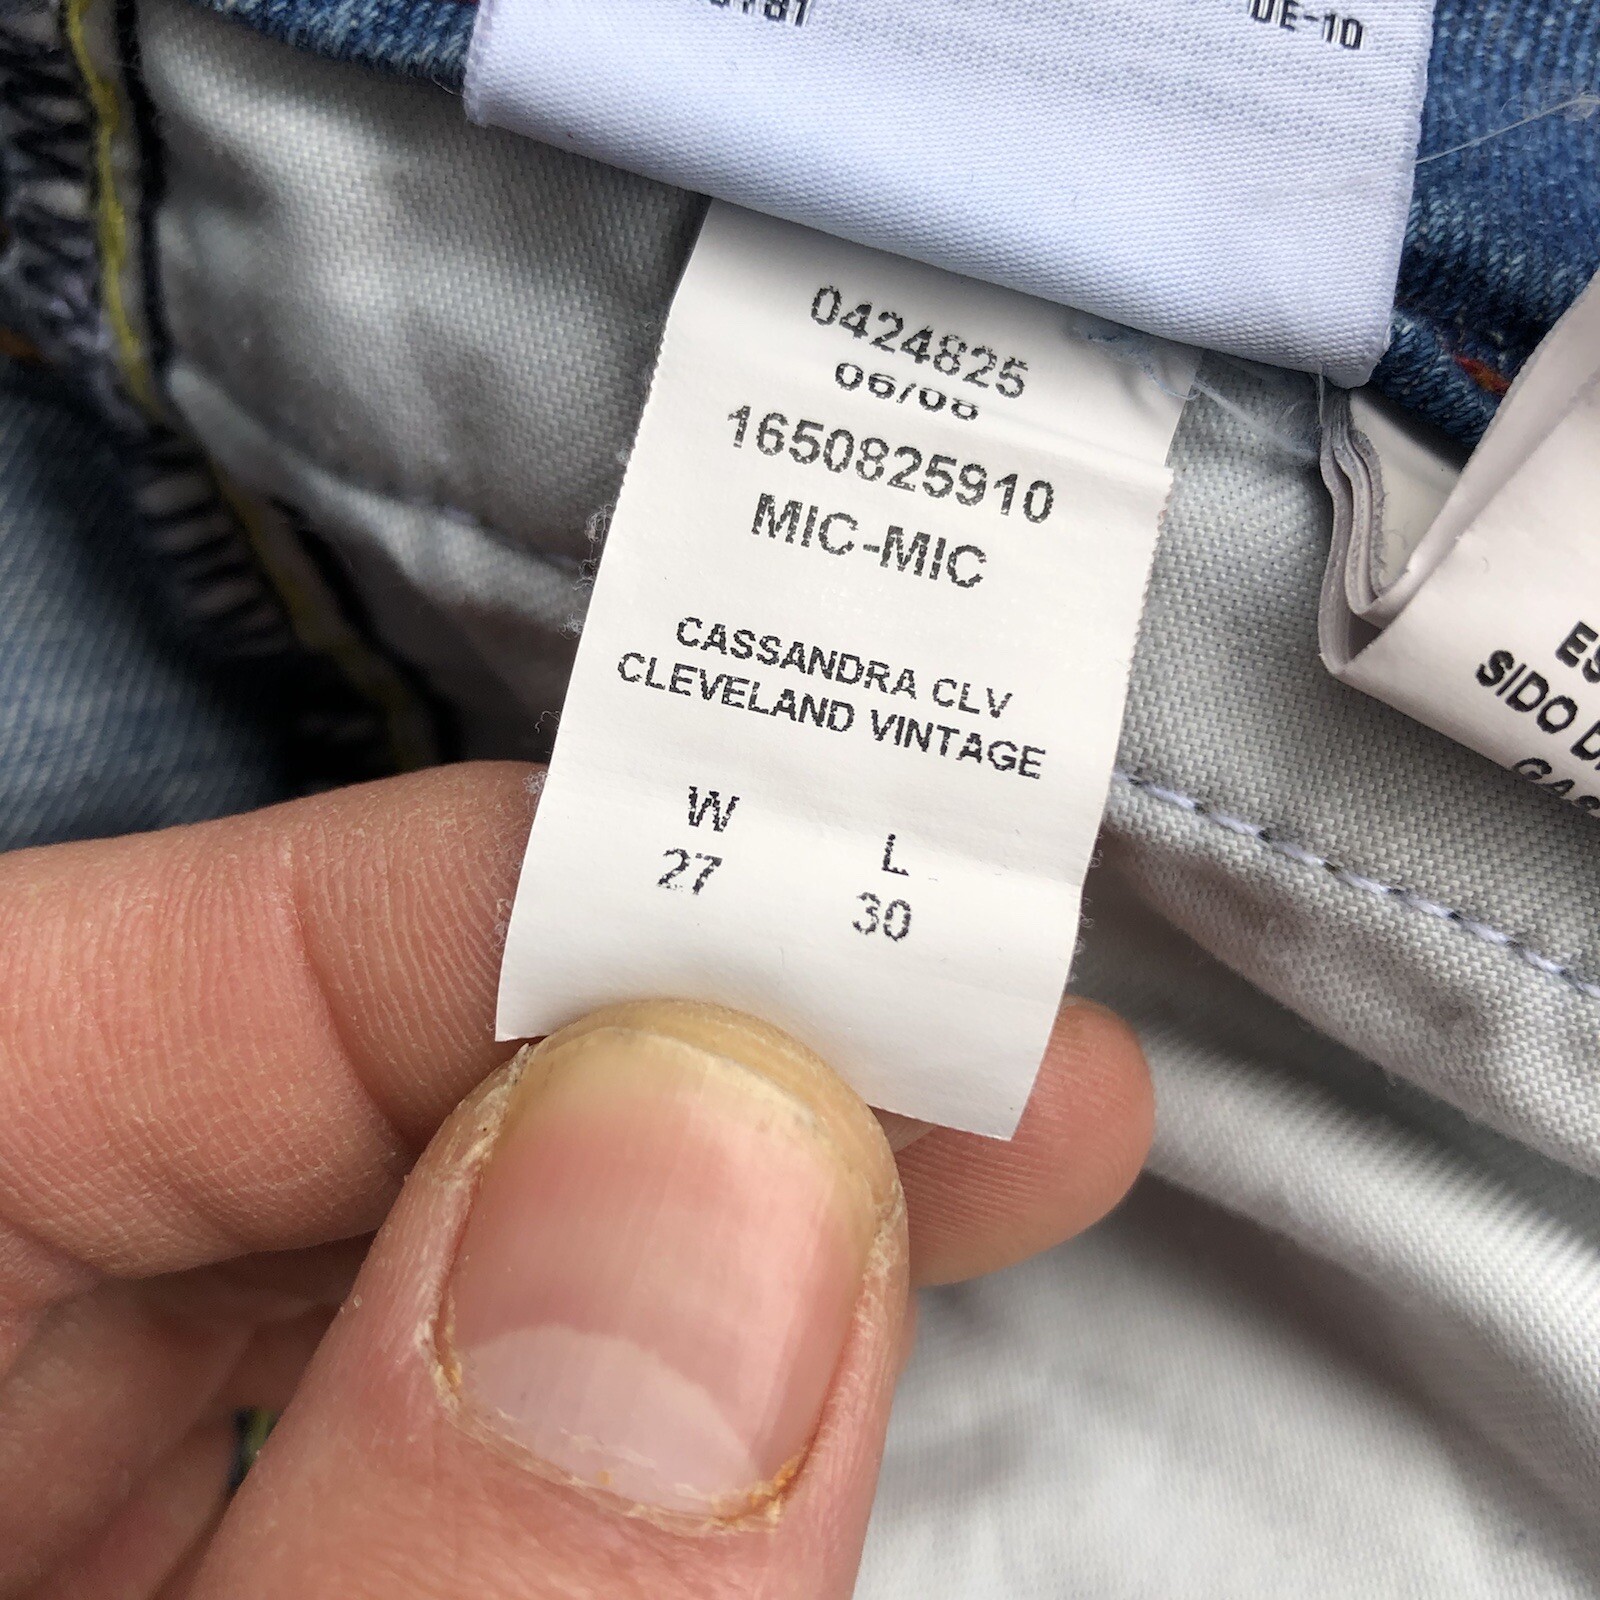 DE-10
0424825
06/08
1650825910
MIC-MIC
CASSANDRA CLV
CLEVELAND VINTAGE
W L
27 30
SIDO